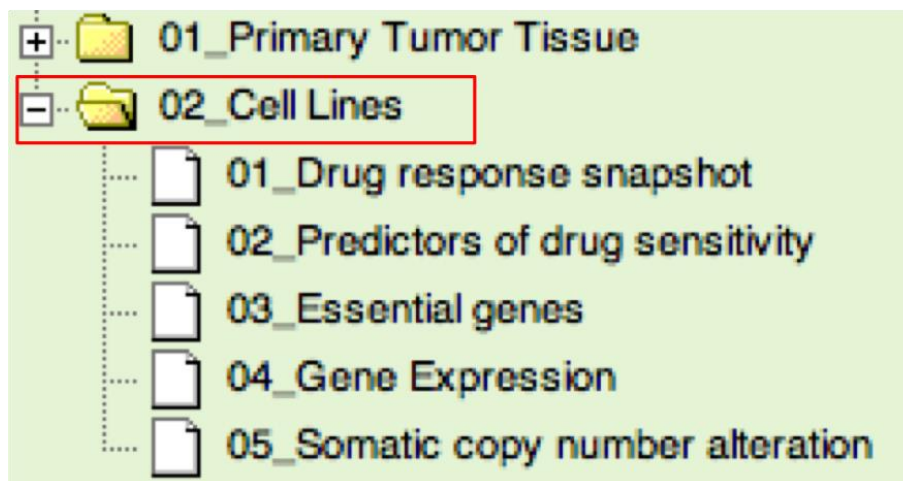 01_Primary Tumor Tissue
02_Cell Lines
01_Drug response snapshot
02_Predictors of drug sensitivity
03_Essential genes
04_Gene Expression
05_Somatic copy number alteration